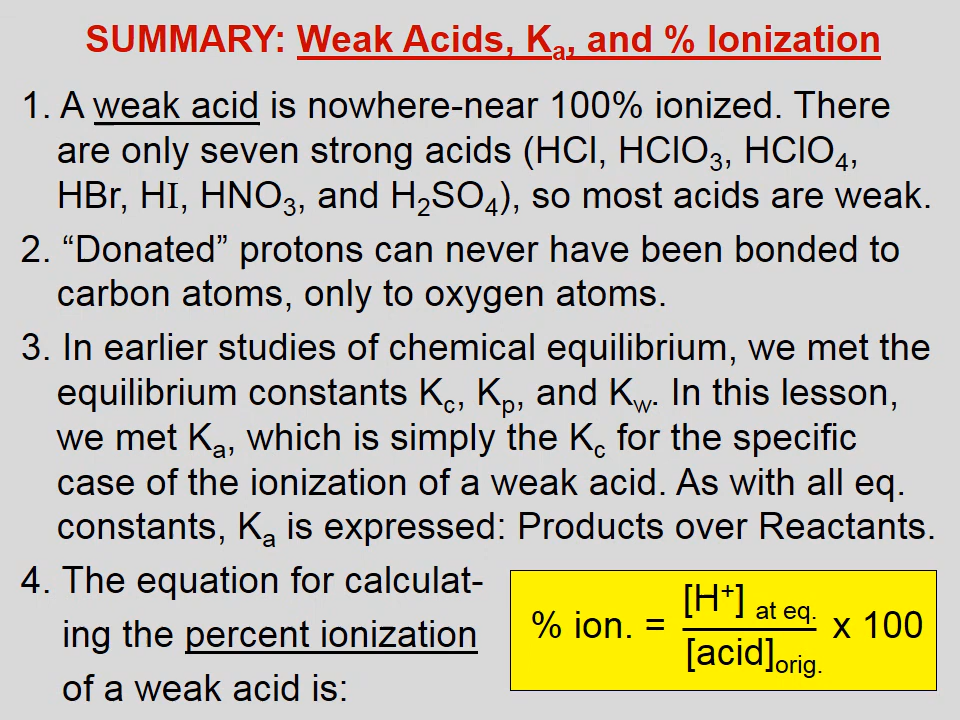 SUMMARY: Weak Acids, Kₐ, and % Ionization
1. A weak acid is nowhere-near 100% ionized. There
are only seven strong acids (HCl, HClO₃, HClO₄,
HBr, HI, HNO₃, and H₂SO₄), so most acids are weak.
2. “Donated” protons can never have been bonded to
carbon atoms, only to oxygen atoms.
3. In earlier studies of chemical equilibrium, we met the
equilibrium constants Kc, Kp, and Kw. In this lesson,
we met Kₐ, which is simply the Kc for the specific
case of the ionization of a weak acid. As with all eq.
constants, Kₐ is expressed: Products over Reactants.
4. The equation for calculat-
ing the percent ionization
of a weak acid is:
[H⁺] at eq.
% ion. = x 100
[acid]orig.